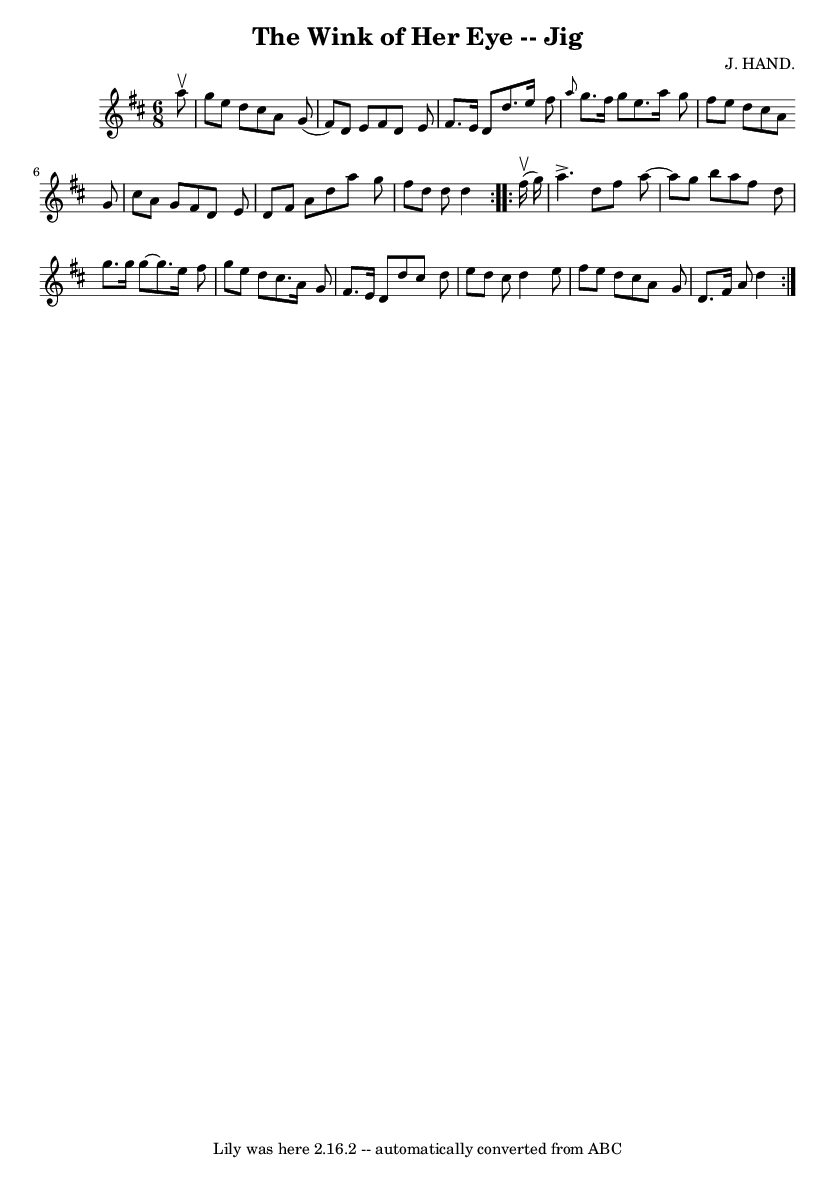 The Wink of Her Eye -- Jig
J. HAND.
6
8
6
Lily was here 2.16.2 -- automatically converted from ABC